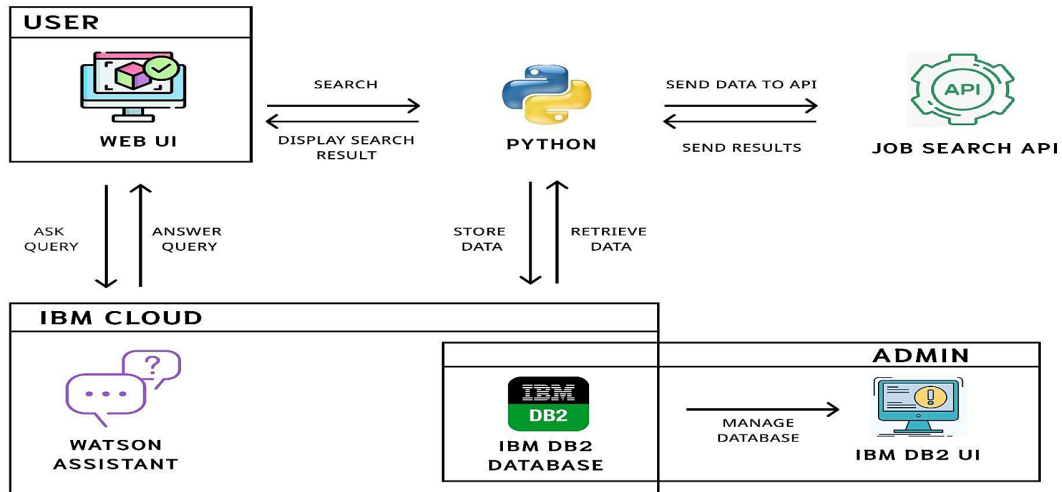 USER
WEB UI
SEARCH
DISPLAY SEARCH
RESULT
PYTHON
SEND DATA TO API
SEND RESULTS
API
JOB SEARCH API
ASK
QUERY
ANSWER
QUERY
STORE
DATA
RETRIEVE
DATA
IBM CLOUD
?
WATSON
ASSISTANT
IBM
DB2
IBM DB2
DATABASE
MANAGE
DATABASE
ADMIN
!
IBM DB2 UI